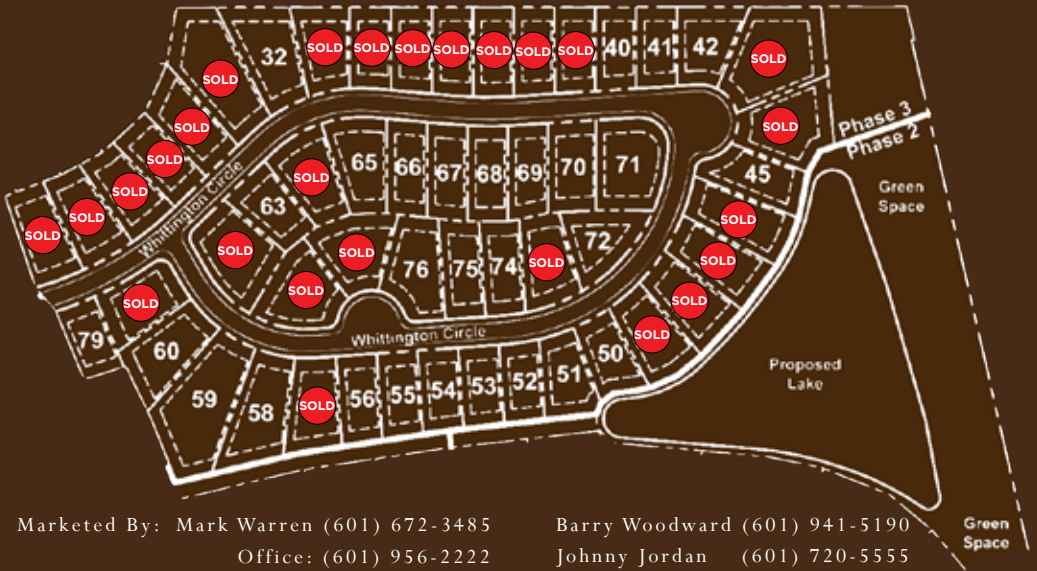 32 SOLD SOLD SOLD SOLD SOLD SOLD SOLD 40 41 42 SOLD
SOLD
SOLD
SOLD
SOLD
SOLD
SOLD
SOLD
Phase 3
Phase 2
45
SOLD
SOLD
SOLD
SOLD
50
Green
Space
Whittington Circle
63 SOLD 65 66 67 68 69 70 71
SOLD SOLD SOLD 76 75 74 SOLD 72
Whittington Circle
79 SOLD
60
59 58 SOLD 56 55 54 53 52 51
Proposed
Lake
Green
Space
Marketed By: Mark Warren (601) 672-3485
Office: (601) 956-2222
Barry Woodward (601) 941-5190
Johnny Jordan (601) 720-5555